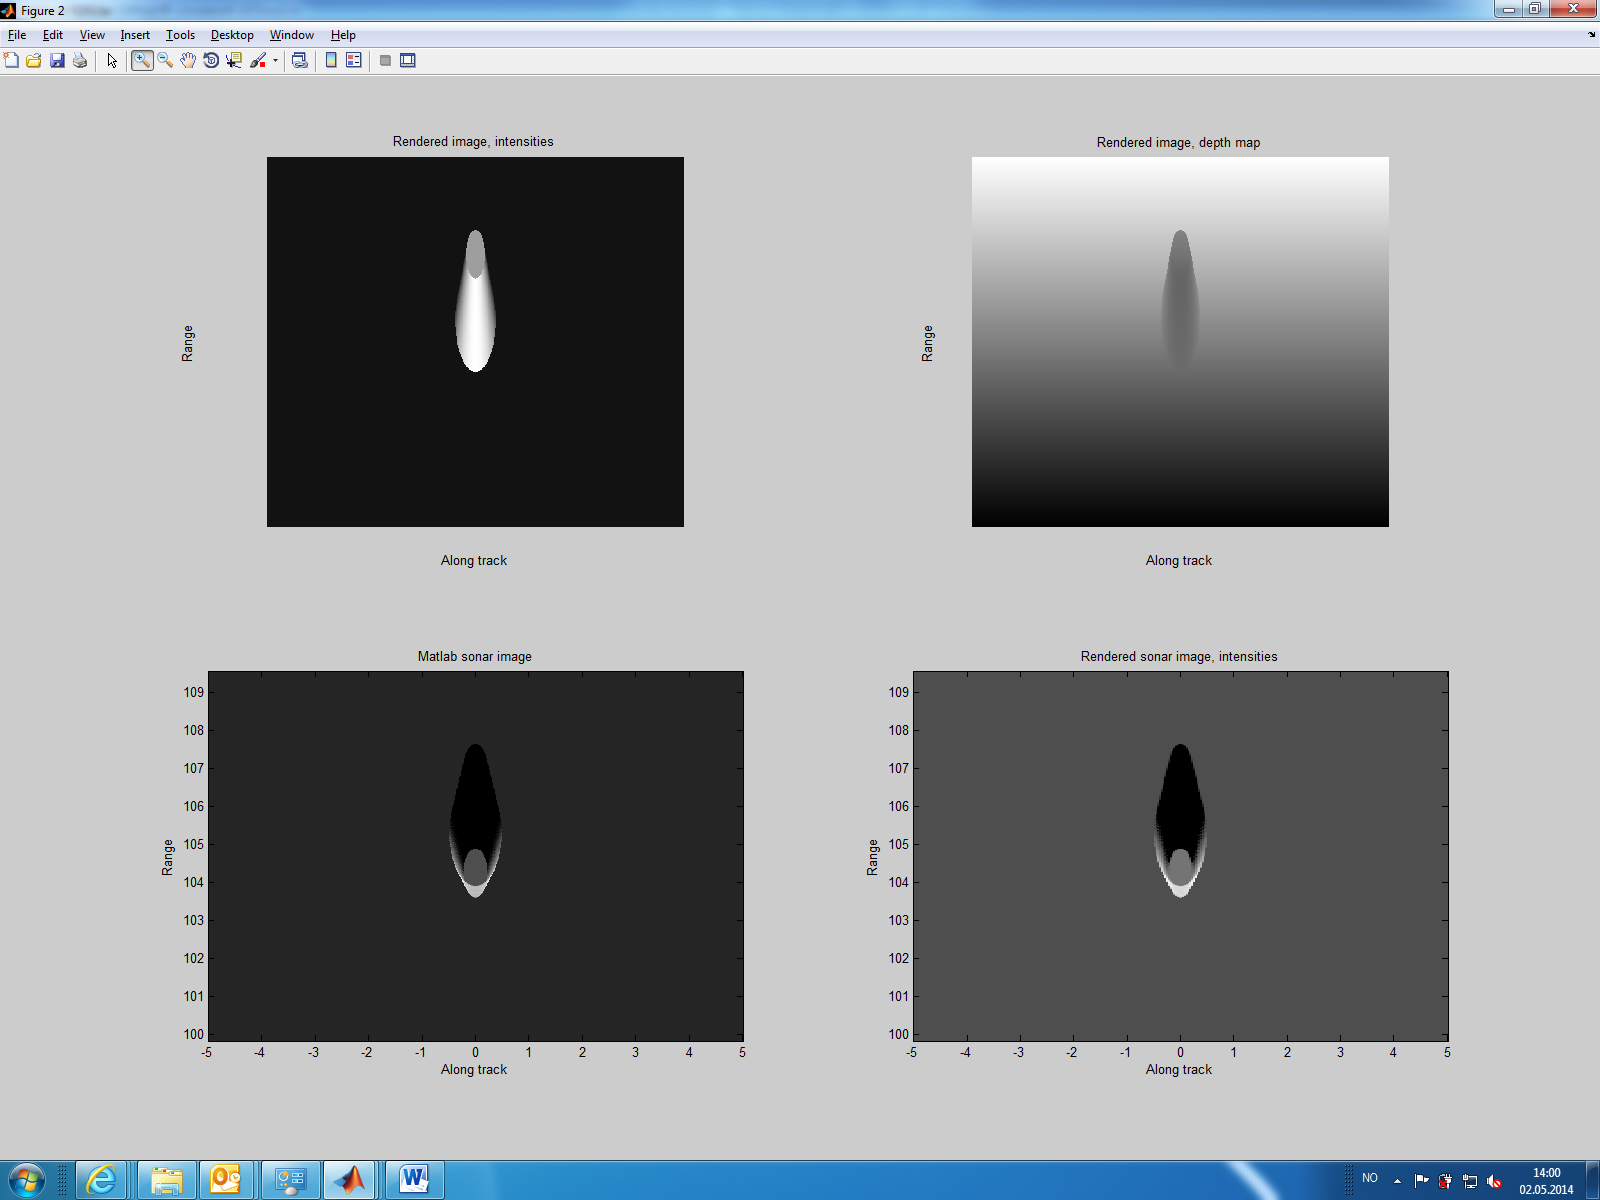 Figure 2
File Edit View Insert Tools Desktop Window Help
Rendered image, intensities
Range
Along track
Rendered image, depth map
Range
Along track
Matlab sonar image
109
108
107
106
105
104
103
102
101
100
Range
-5 -4 -3 -2 -1 0 1 2 3 4 5
Along track
Rendered sonar image, intensities
109
108
107
106
105
104
103
102
101
100
Range
-5 -4 -3 -2 -1 0 1 2 3 4 5
Along track
NO
14:00
02.05.2014